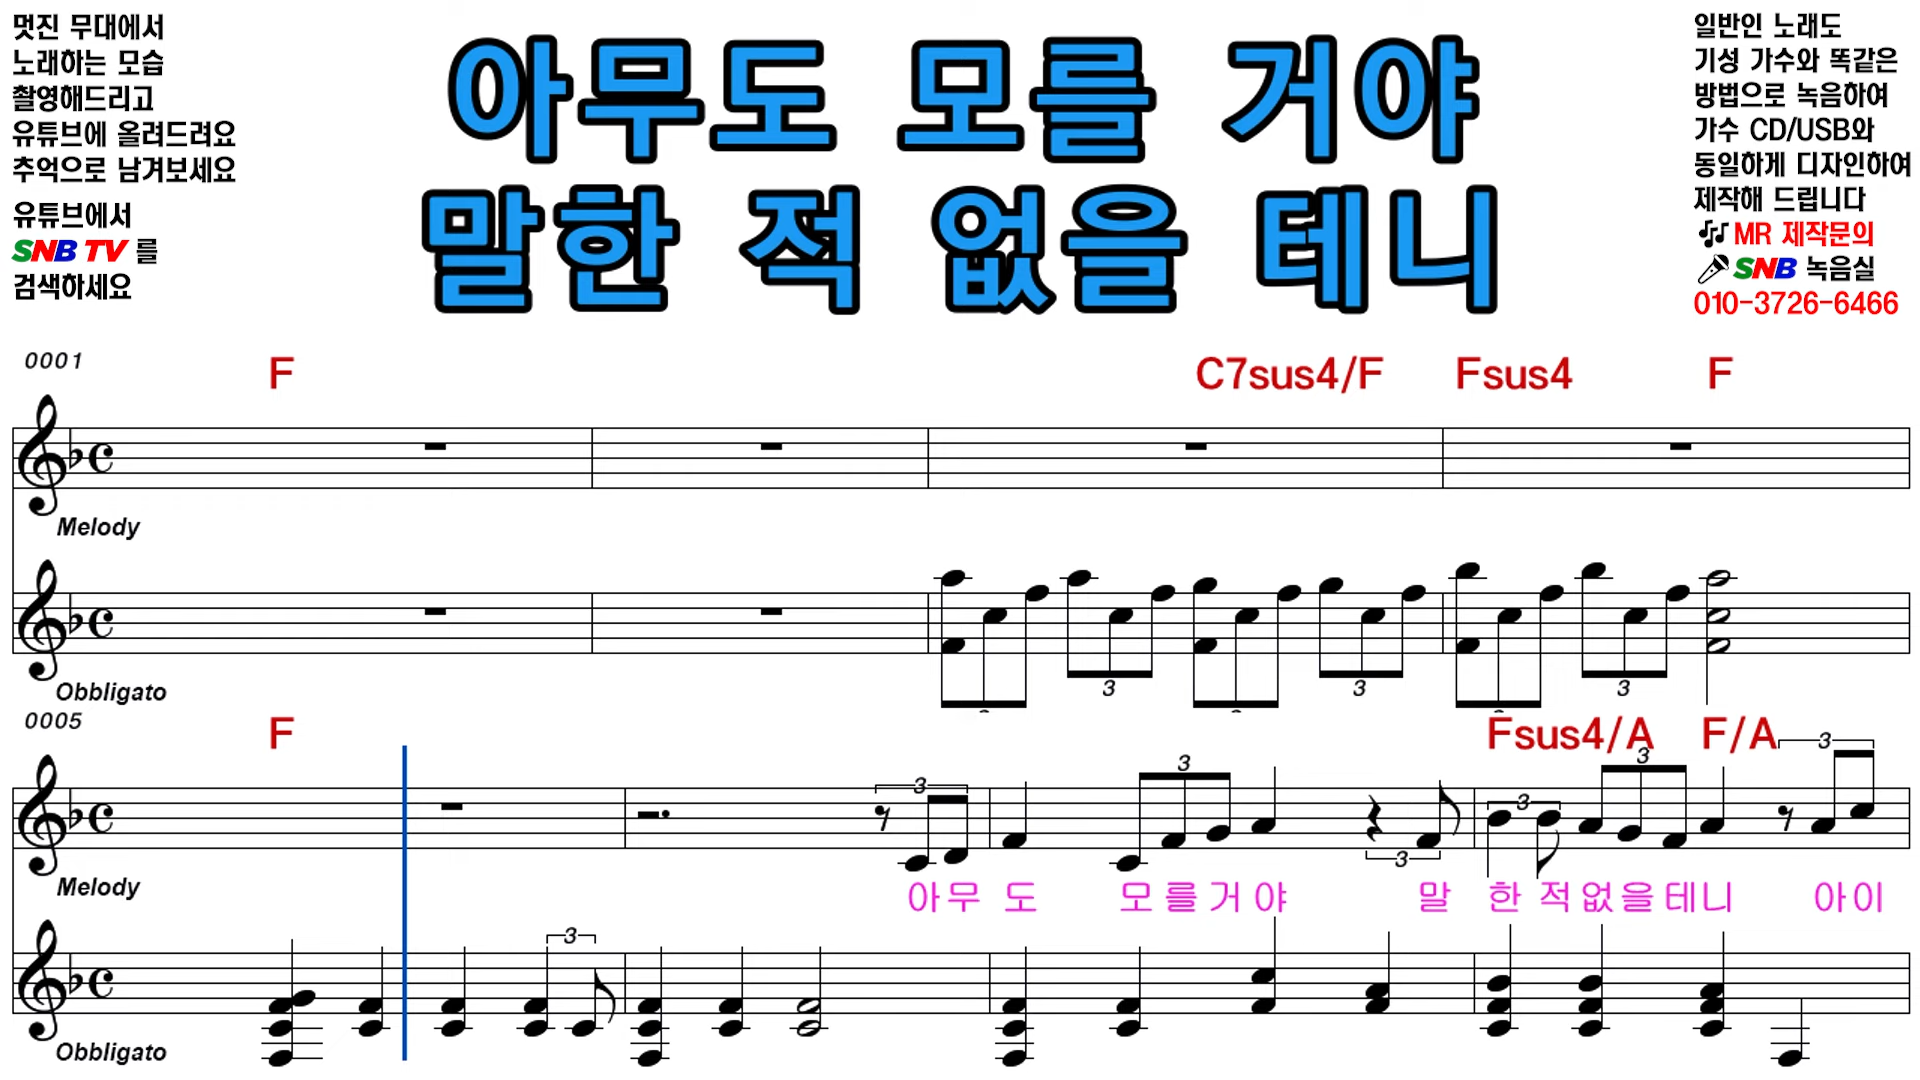 멋진 무대에서
노래하는 모습
촬영해드리고
유튜브에 올려드려요
추억으로 남겨보세요
유튜브에서
SNB TV 를
검색하세요
아무도 모를 거야
말한 적 없을 테니
일반인 노래도
기성 가수와 똑같은
방법으로 녹음하여
가수 CD/USB와
동일하게 디자인하여
제작해 드립니다
MR 제작문의
SNB 녹음실
010-3726-6466
0001
F C7sus4/F Fsus4 F
Melody
3 3 3
Obbligato
0005
F Fsus4/A F/A
3 3 3 3 3 3
Melody
아무 도 모를거야 말 한적없을테니 아이
3
Obbligato